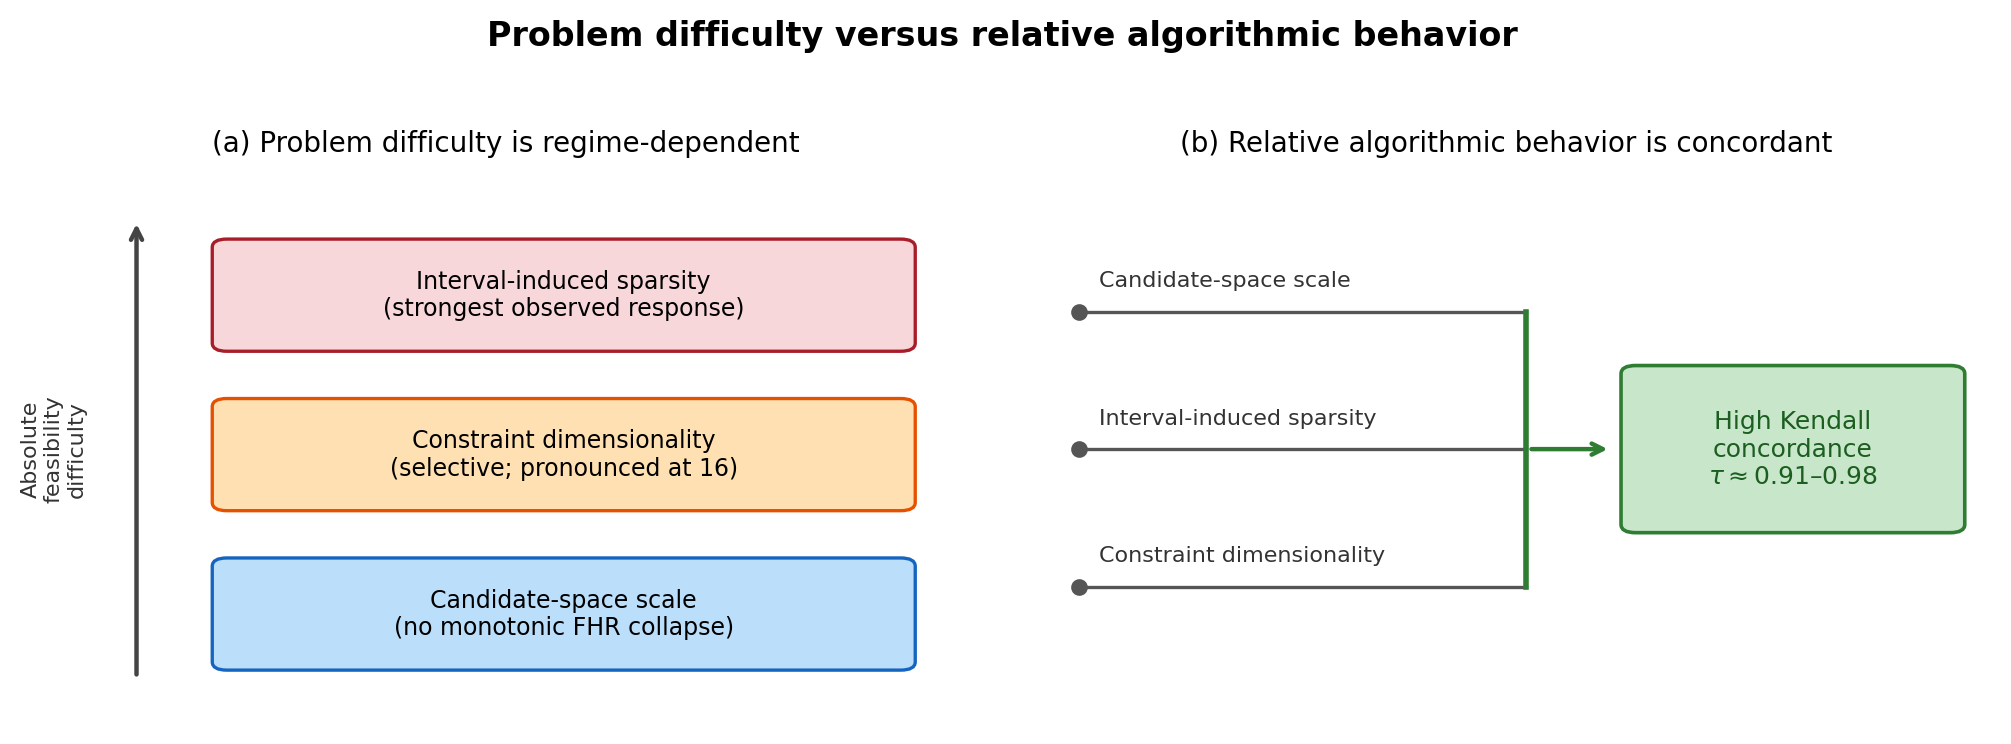 Problem difficulty versus relative algorithmic behavior
(a) Problem difficulty is regime-dependent
Absolute
feasibility
difficulty
Interval-induced sparsity
(strongest observed response)
Constraint dimensionality
(selective; pronounced at 16)
Candidate-space scale
(no monotonic FHR collapse)
(b) Relative algorithmic behavior is concordant
Candidate-space scale
Interval-induced sparsity
Constraint dimensionality
High Kendall
concordance
τ ≈ 0.91–0.98